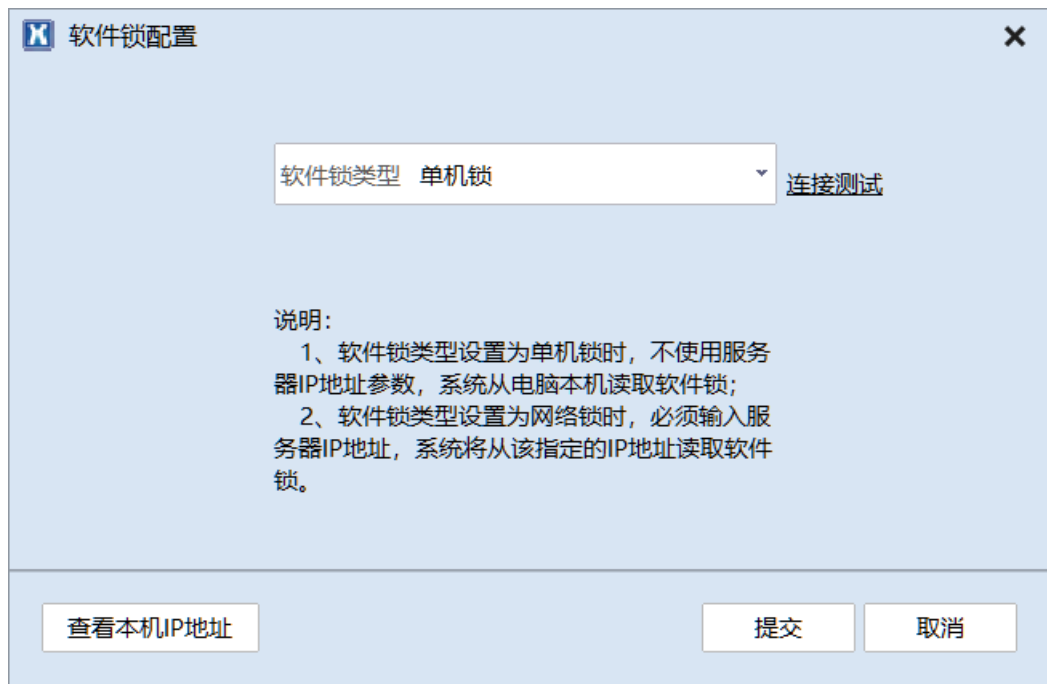 软件锁配置
软件锁类型 单机锁
连接测试
说明：
1、软件锁类型设置为单机锁时，不使用服务
器IP地址参数，系统从电脑本机读取软件锁；
2、软件锁类型设置为网络锁时，必须输入服
务器IP地址，系统将从该指定的IP地址读取软件
锁。
查看本机IP地址
提交
取消